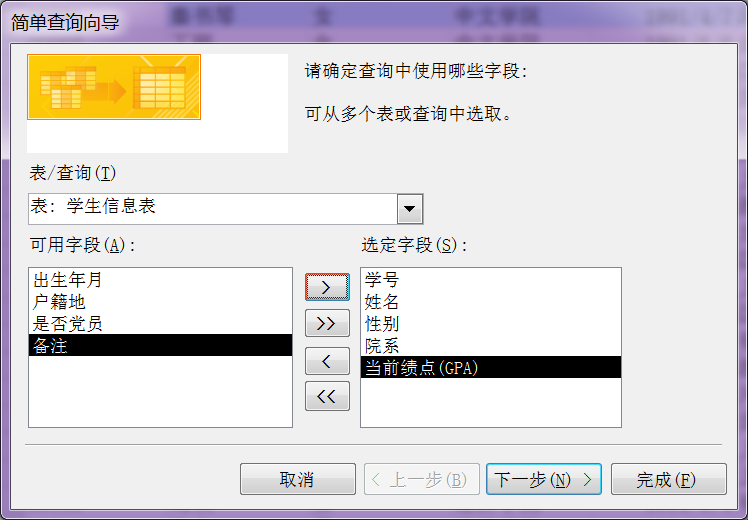 简单查询向导
请确定查询中使用哪些字段:
可从多个表或查询中选取。
表/查询(T)
表: 学生信息表
可用字段(A):
选定字段(S):
出生年月
户籍地
是否党员
备注
>
>>
<
<<
学号
姓名
性别
院系
当前绩点(GPA)
取消
< 上一步(B)
下一步(N) >
完成(F)